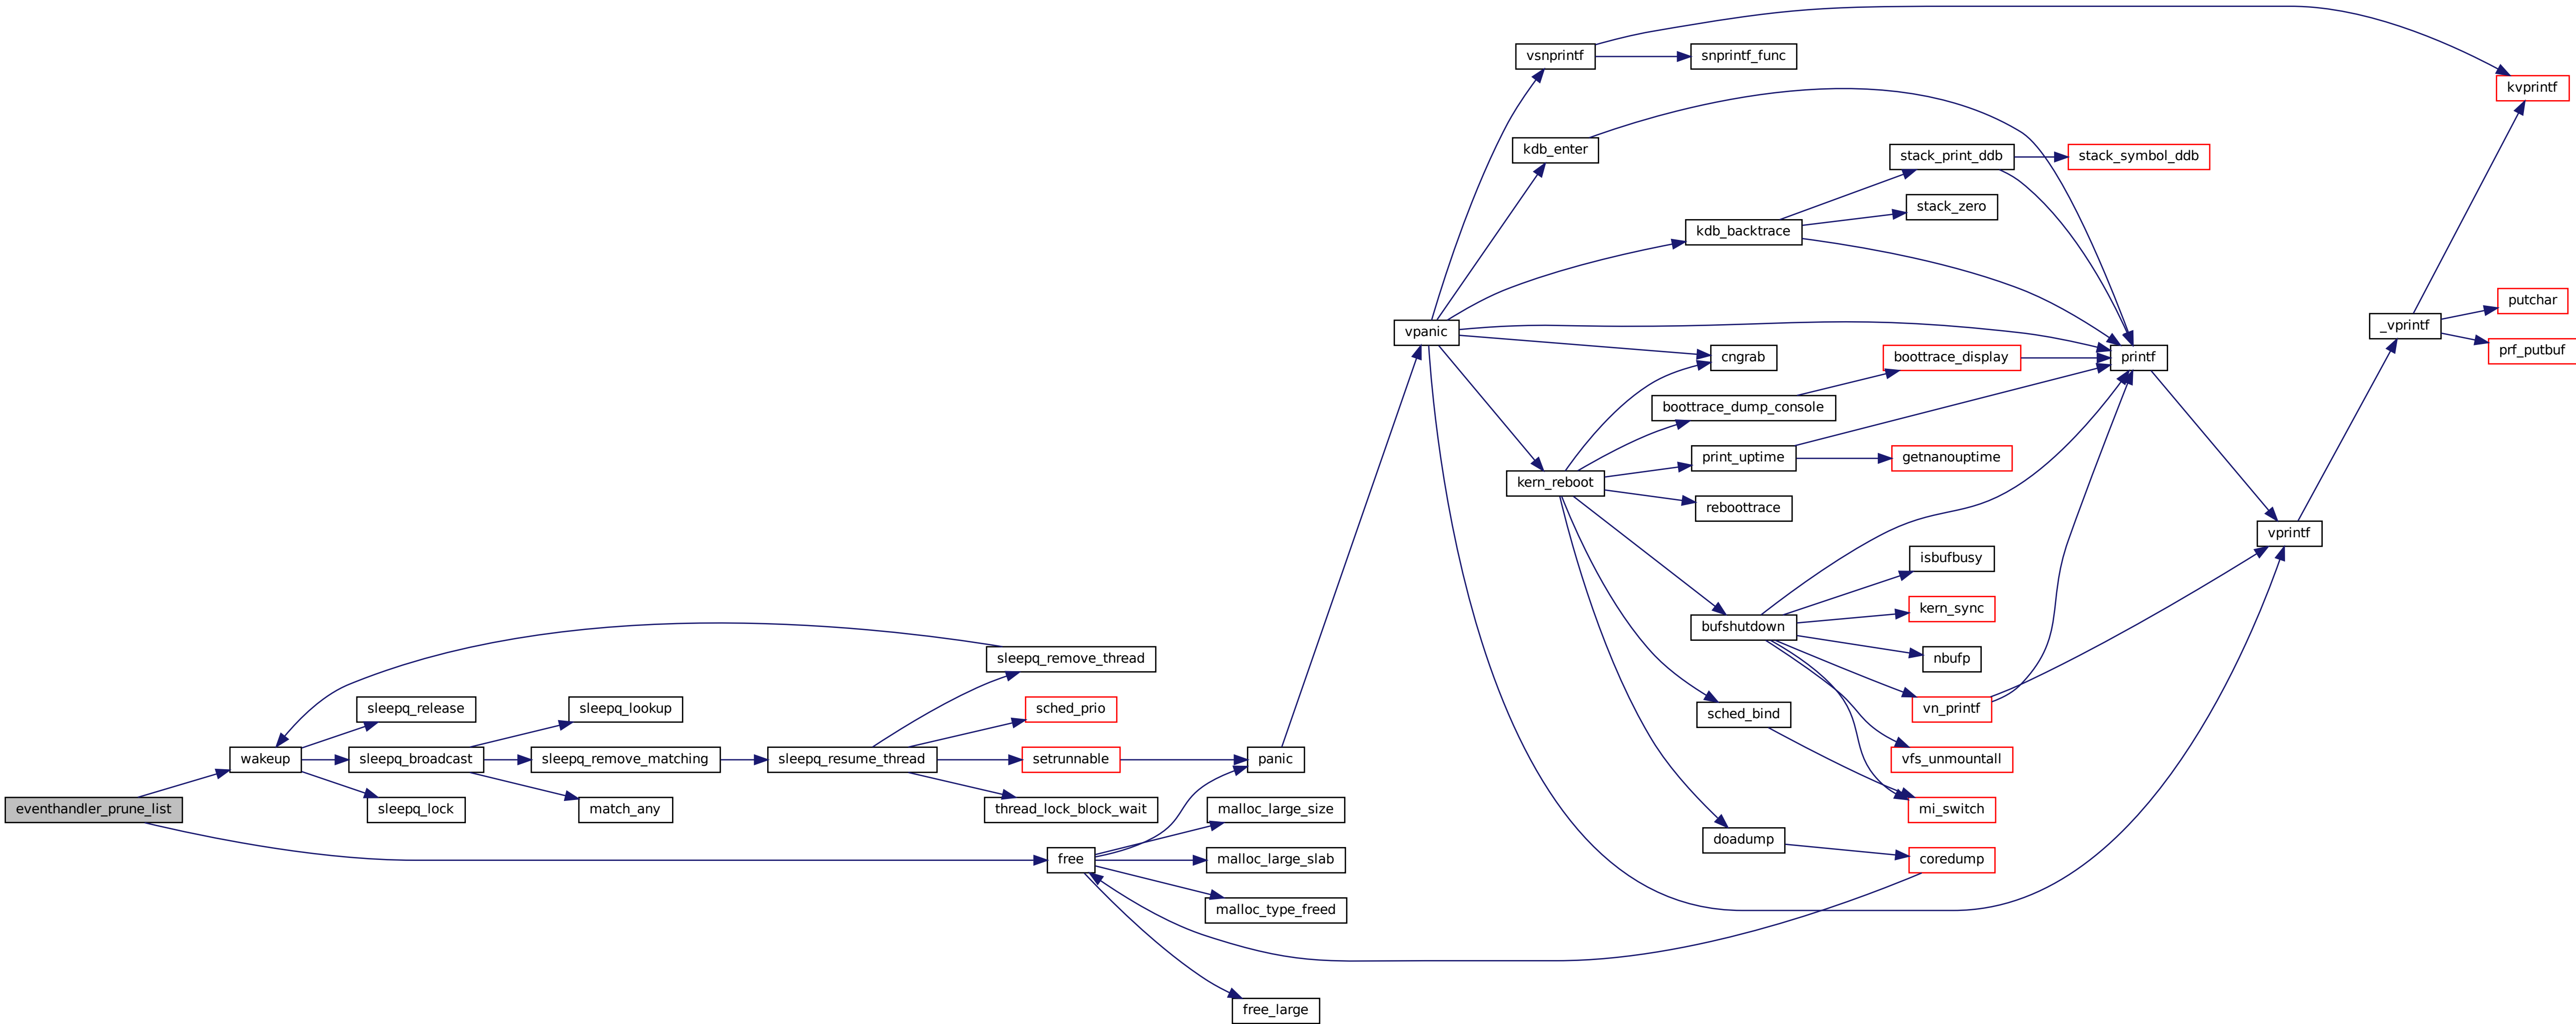 eventhandler_prune_list
wakeup
sleepq_release
sleepq_broadcast
sleepq_lock
sleepq_lookup
sleepq_remove_matching
match_any
sleepq_resume_thread
sleepq_remove_thread
sched_prio
setrunnable
thread_lock_block_wait
free
panic
malloc_large_size
malloc_large_slab
malloc_type_freed
free_large
vpanic
vsnprintf
snprintf_func
kdb_enter
kdb_backtrace
stack_print_ddb
stack_symbol_ddb
stack_zero
cngrab
kern_reboot
boottrace_dump_console
boottrace_display
print_uptime
getnanouptime
reboottrace
bufshutdown
isbufbusy
kern_sync
nbufp
vn_printf
vfs_unmountall
sched_bind
mi_switch
doadump
coredump
printf
vprintf
_vprintf
kvprintf
putchar
prf_putbuf